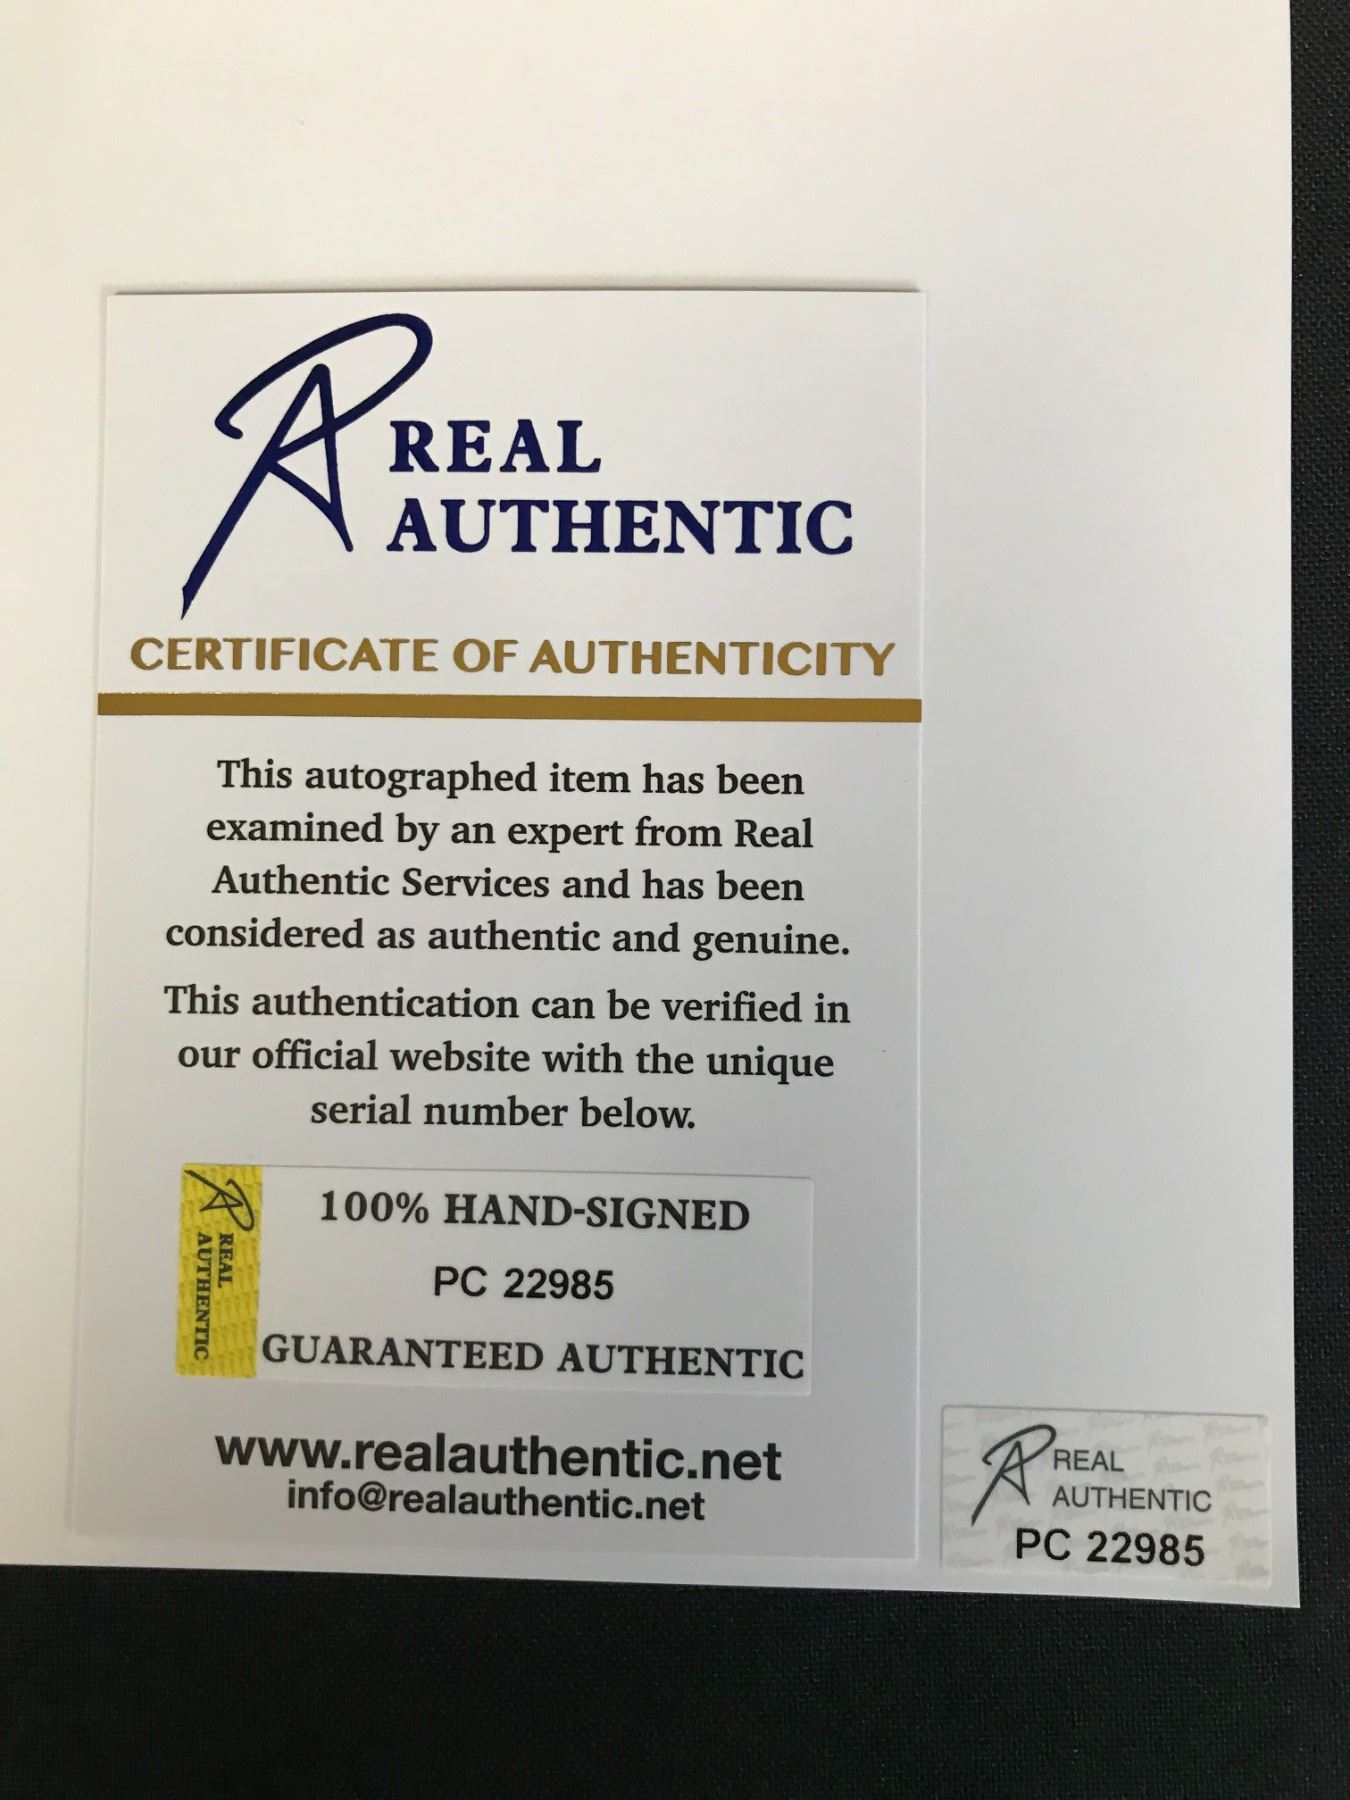 REAL
AUTHENTIC
CERTIFICATE OF AUTHENTICITY
This autographed item has been
examined by an expert from Real
Authentic Services and has been
considered as authentic and genuine.
This authentication can be verified in
our official website with the unique
serial number below.
REAL
AUTHENTIC
100% HAND-SIGNED
PC 22985
GUARANTEED AUTHENTIC
www.realauthentic.net
info@realauthentic.net
REAL
AUTHENTIC
PC 22985